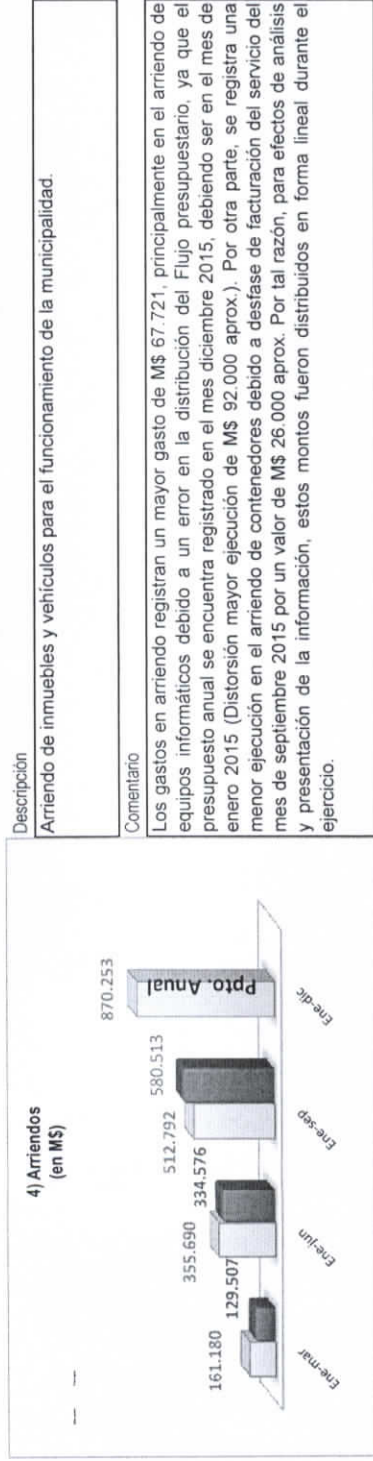 4) Arriendos
(en M$)
161.180
129.507
355.690
334.576
512.792
580.513
870.253
Ppto. Anual
Ene-mar
Ene-jun
Ene-sep
Ene-dic
Descripción
Arriendo de inmuebles y vehículos para el funcionamiento de la municipalidad.
Comentario
Los gastos en arriendo registran un mayor gasto de M$ 67.721, principalmente en el arriendo de
equipos informáticos debido a un error en la distribución del Flujo presupuestario, ya que el
presupuesto anual se encuentra registrado en el mes diciembre 2015, debiendo ser en el mes de
enero 2015 (Distorsión mayor ejecución de M$ 92.000 aprox.). Por otra parte, se registra una
menor ejecución en el arriendo de contenedores debido a desfase de facturación del servicio del
mes de septiembre 2015 por un valor de M$ 26.000 aprox. Por tal razón, para efectos de análisis
y presentación de la información, estos montos fueron distribuidos en forma lineal durante el
ejercicio.